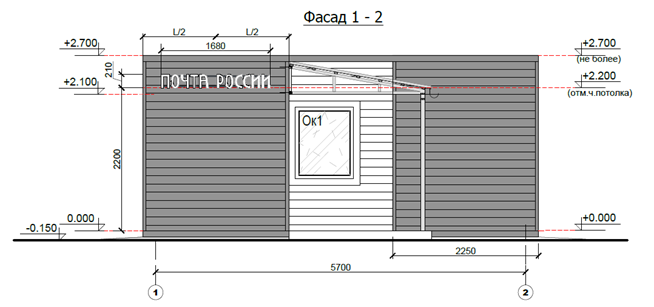 Фасад 1 - 2
L/2
L/2
1680
+2.700
+2.700
(не более)
210
+2.100
ПОЧТА РОССИИ
+2.200
(отм.ч.потолка)
Ок1
2200
0.000
+0.000
-0.150
2250
5700
1
2